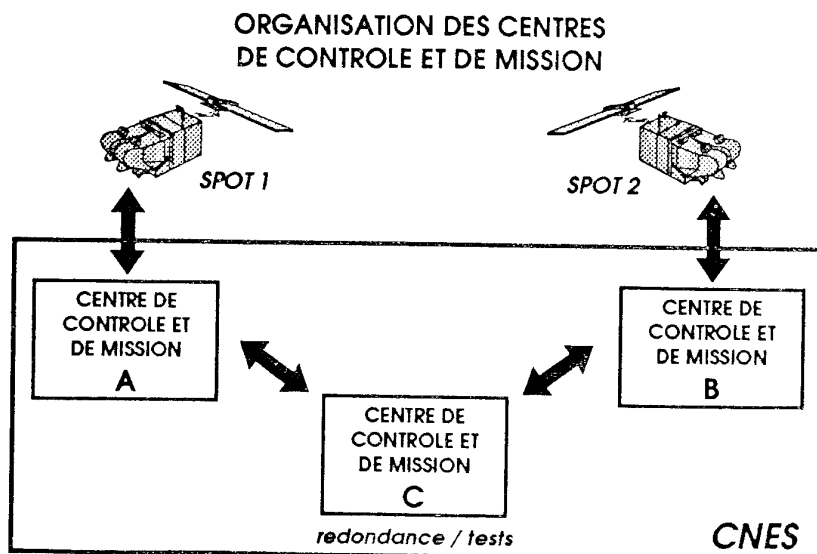 ORGANISATION DES CENTRES
DE CONTROLE ET DE MISSION
SPOT 1
SPOT 2
CENTRE DE
CONTROLE ET
DE MISSION
A
CENTRE DE
CONTROLE ET
DE MISSION
B
CENTRE DE
CONTROLE ET
DE MISSION
C
redondance / tests
CNES